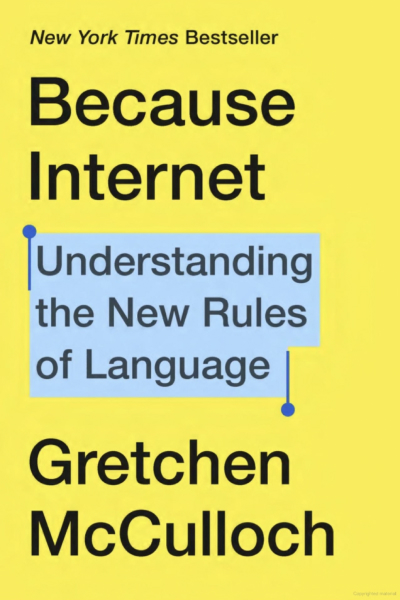 New York Times Bestseller
Because
Internet
Understanding
the New Rules
of Language
Gretchen
McCulloch